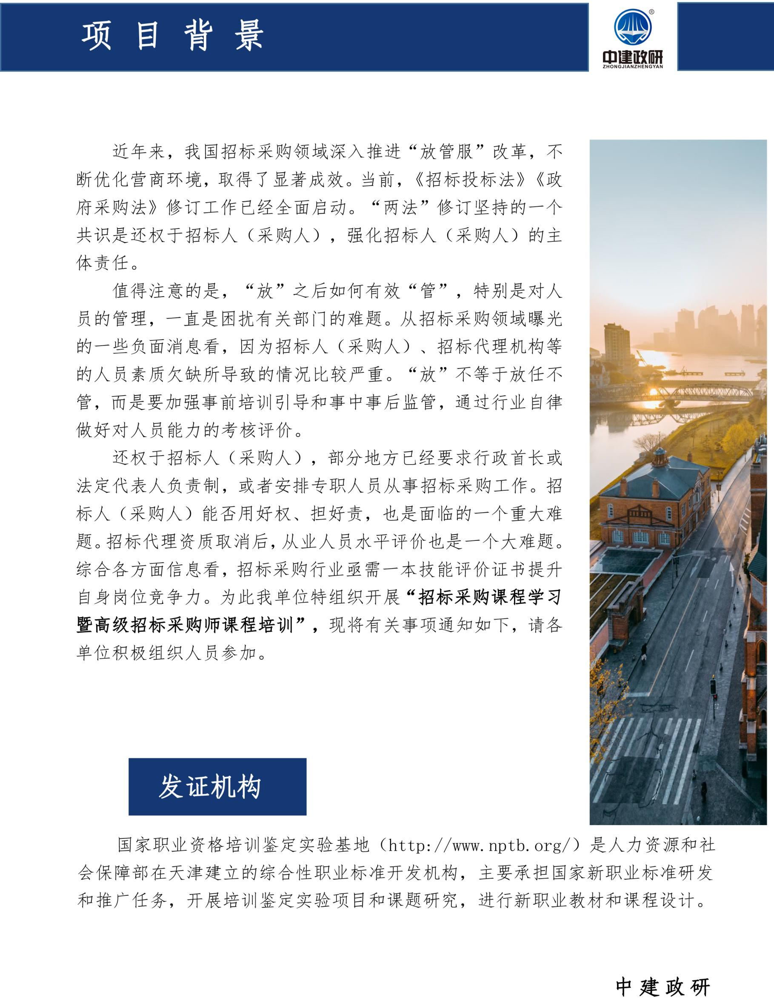 项目背景
®
中建政研
ZHONGJIANZHENGYAN
近年来，我国招标采购领域深入推进“放管服”改革，不
断优化营商环境，取得了显著成效。当前，《招标投标法》《政
府采购法》修订工作已经全面启动。“两法”修订坚持的一个
共识是还权于招标人（采购人），强化招标人（采购人）的主
体责任。
值得注意的是，“放”之后如何有效“管”，特别是对人
员的管理，一直是困扰有关部门的难题。从招标采购领域曝光
的一些负面消息看，因为招标人（采购人）、招标代理机构等
的人员素质欠缺所导致的情况比较严重。“放”不等于放任不
管，而是要加强事前培训引导和事中事后监管，通过行业自律
做好对人员能力的考核评价。
还权于招标人（采购人），部分地方已经要求行政首长或
法定代表人负责制，或者安排专职人员从事招标采购工作。招
标人（采购人）能否用好权、担好责，也是面临的一个重大难
题。招标代理资质取消后，从业人员水平评价也是一个大难题。
综合各方面信息看，招标采购行业亟需一本技能评价证书提升
自身岗位竞争力。为此我单位特组织开展“招标采购课程学习
暨高级招标采购师课程培训”，现将有关事项通知如下，请各
单位积极组织人员参加。
发证机构
国家职业资格培训鉴定实验基地（http://www.nptb.org/）是人力资源和社
会保障部在天津建立的综合性职业标准开发机构，主要承担国家新职业标准研发
和推广任务，开展培训鉴定实验项目和课题研究，进行新职业教材和课程设计。
中建政研